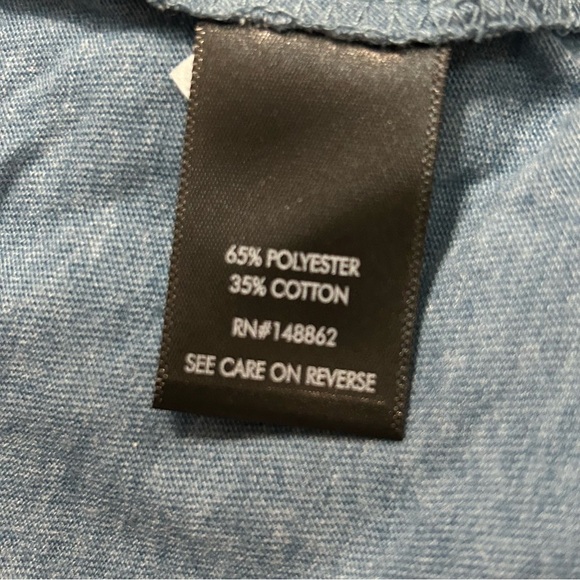 65% POLYESTER
35% COTTON
RN#148862
SEE CARE ON REVERSE